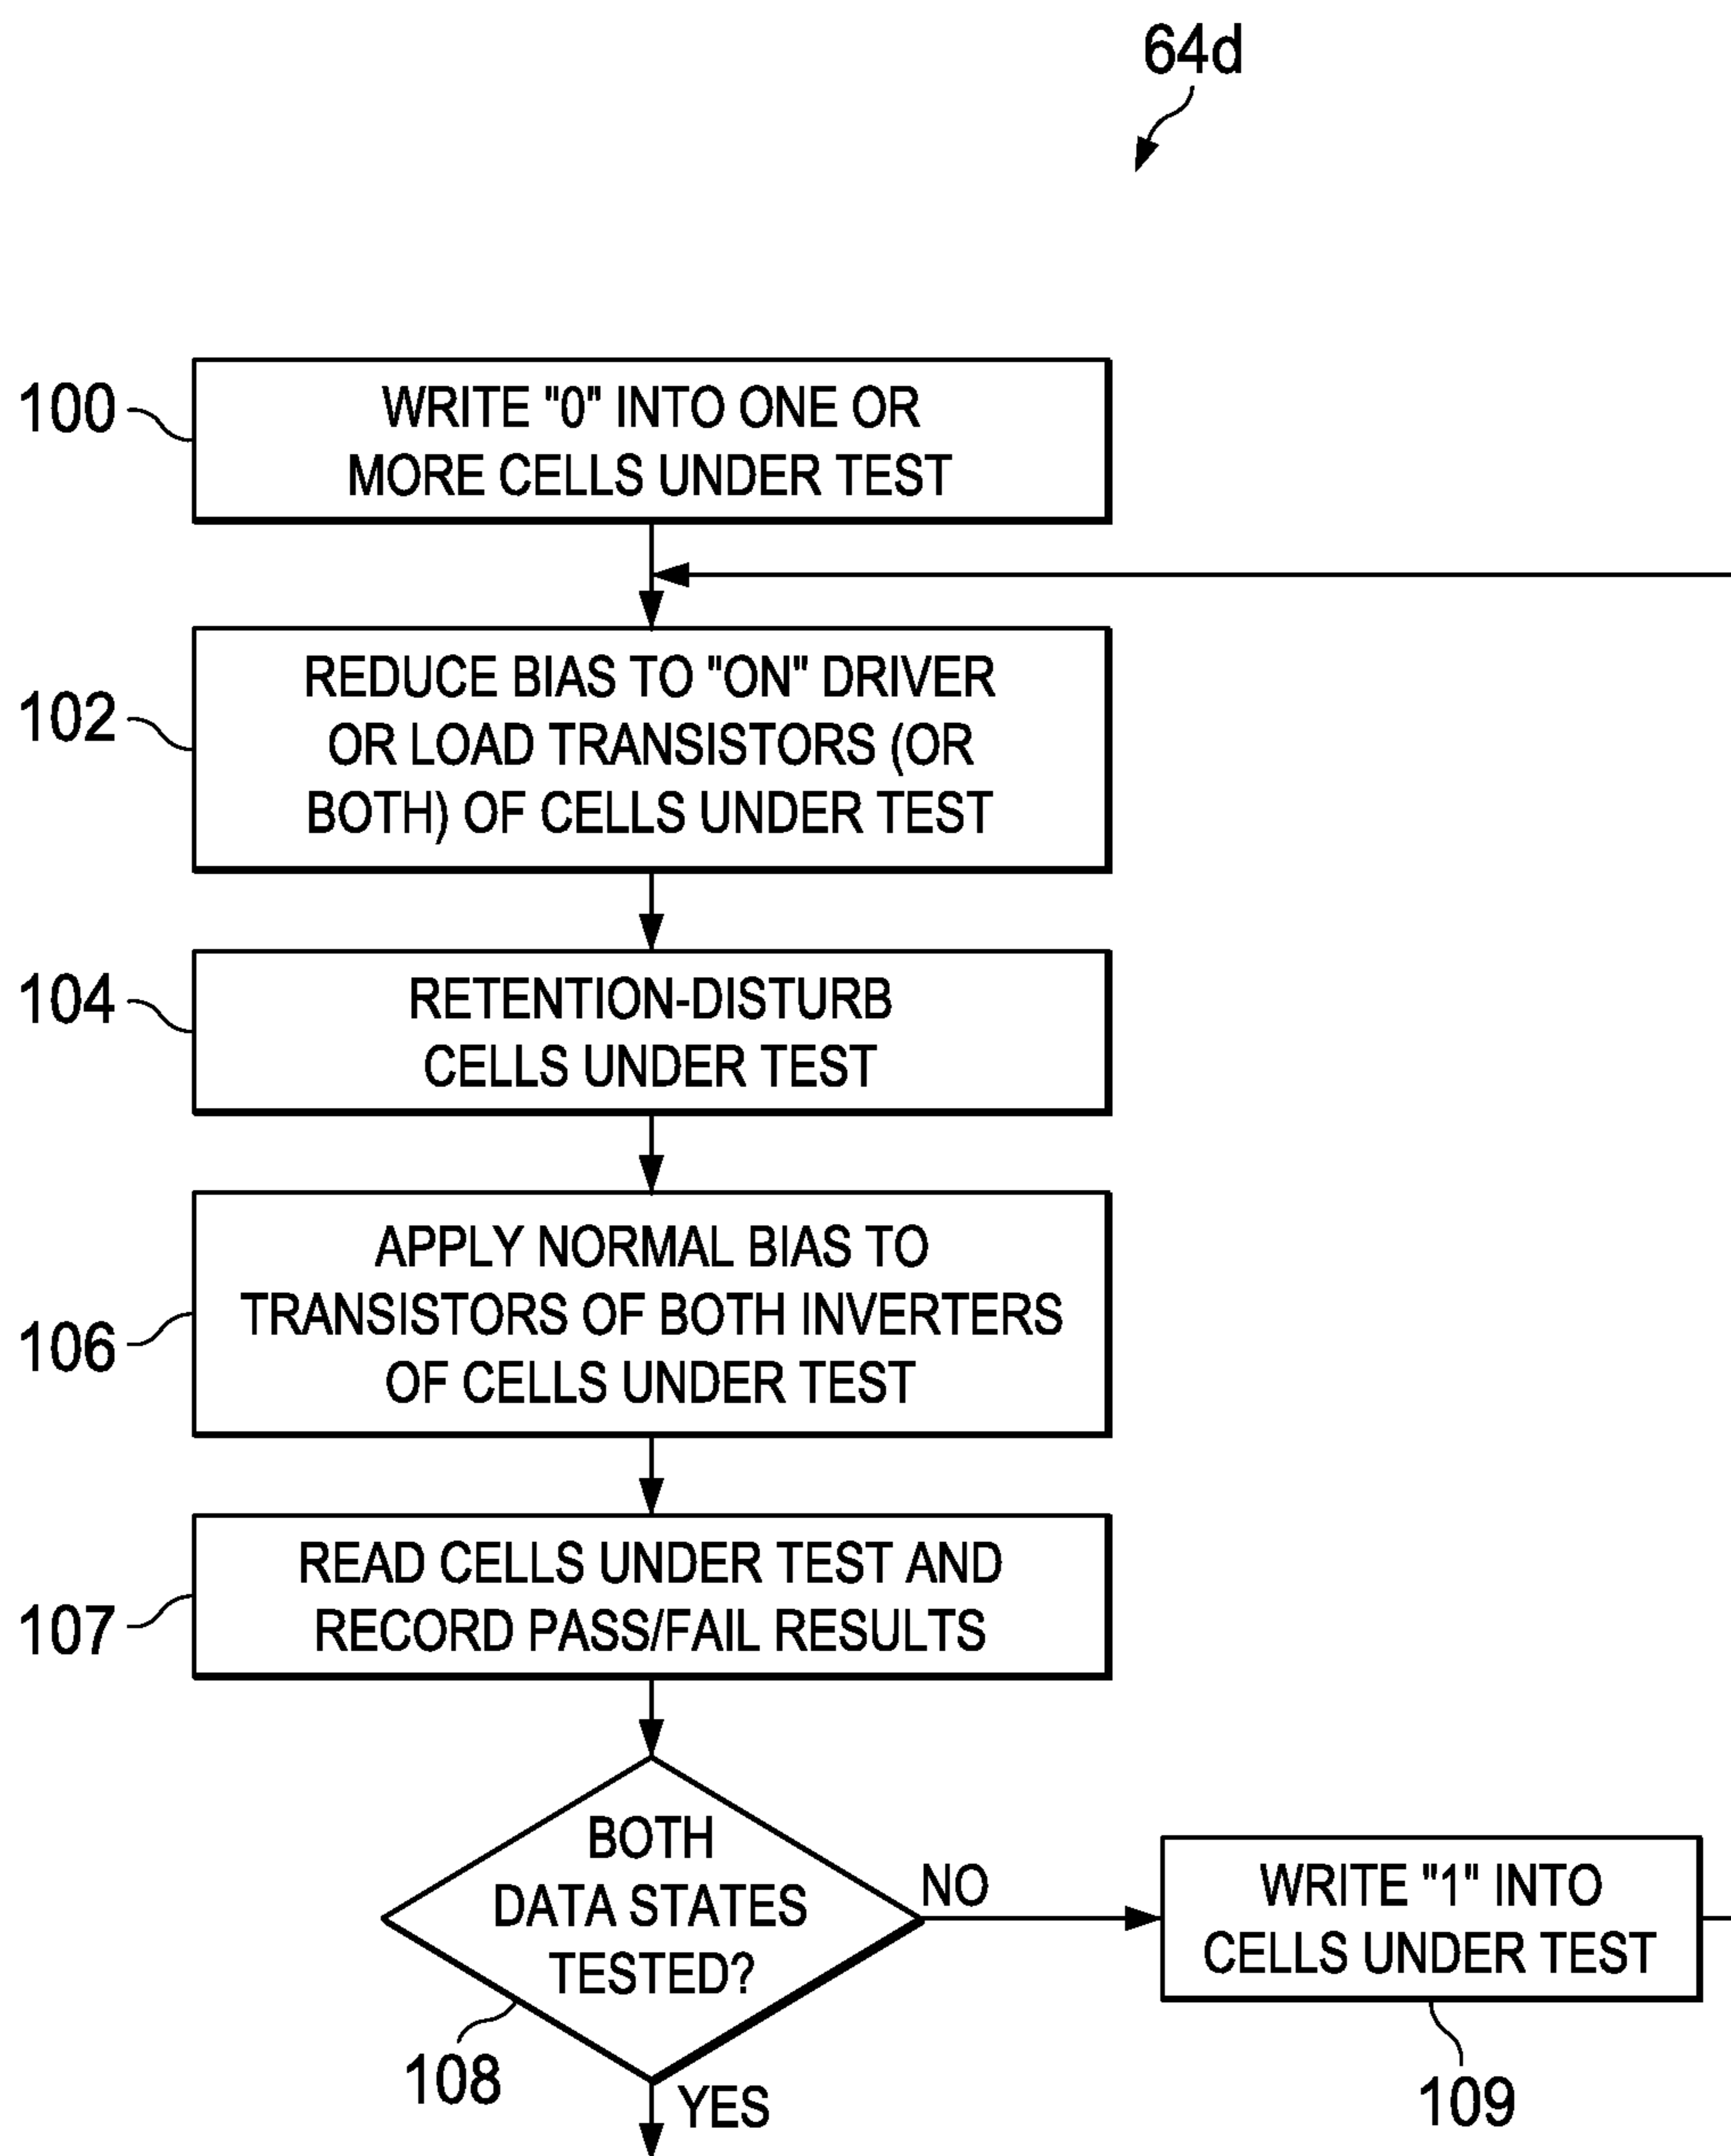 64d
100
WRITE "0" INTO ONE OR
MORE CELLS UNDER TEST
102
REDUCE BIAS TO "ON" DRIVER
OR LOAD TRANSISTORS (OR
BOTH) OF CELLS UNDER TEST
104
RETENTION-DISTURB
CELLS UNDER TEST
106
APPLY NORMAL BIAS TO
TRANSISTORS OF BOTH INVERTERS
OF CELLS UNDER TEST
107
READ CELLS UNDER TEST AND
RECORD PASS/FAIL RESULTS
BOTH
DATA STATES
TESTED?
108
NO
YES
WRITE "1" INTO
CELLS UNDER TEST
109